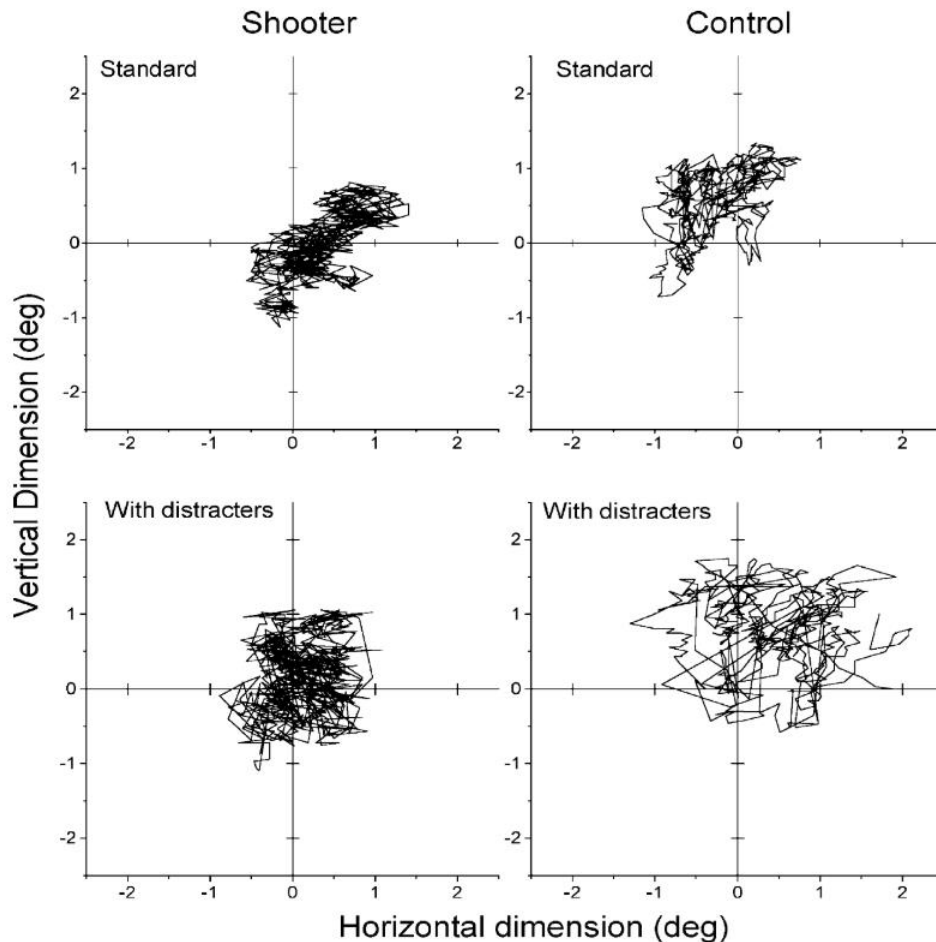 Shooter Control
Standard Standard
2 2
1 1
0 0
-1 -1
-2 -2
-2 -1 0 1 2 -2 -1 0 1 2
With distracters With distracters
2 2
1 1
0 0
-1 -1
-2 -2
-2 -1 0 1 2 -2 -1 0 1 2
Vertical Dimension (deg)
Horizontal dimension (deg)